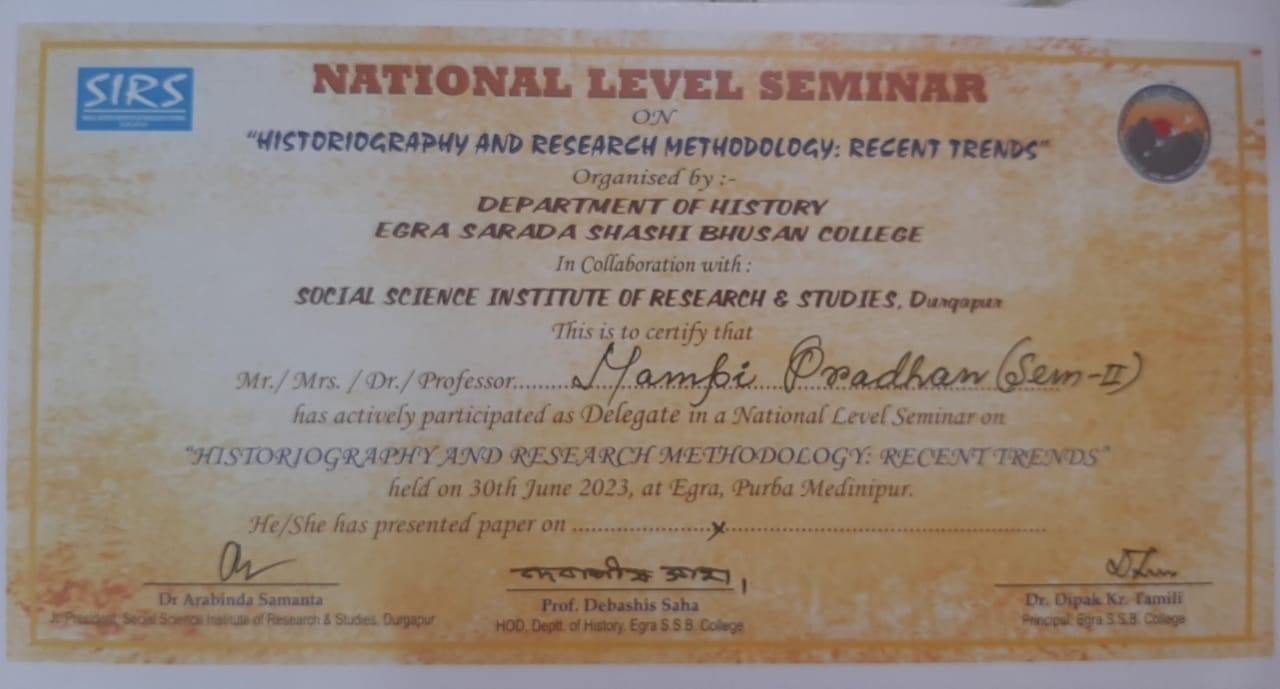 SIRS
NATIONAL LEVEL SEMINAR
ON
"HISTORIOGRAPHY AND RESEARCH METHODOLOGY: RECENT TRENDS"
Organised by :-
DEPARTMENT OF HISTORY
EGRA SARADA SHASHI BHUSAN COLLEGE
In Collaboration with :
SOCIAL SCIENCE INSTITUTE OF RESEARCH & STUDIES, Durgapur
This is to certify that
Mr./ Mrs. / Dr./ Professor........Mampi Pradhan (Sem-II)
has actively participated as Delegate in a National Level Seminar on
"HISTORIOGRAPHY AND RESEARCH METHODOLOGY: RECENT TRENDS"
held on 30th June 2023, at Egra, Purba Medinipur.
He/She has presented paper on ........................x......................................................
দেবাশীষ সাহা
Dr Arabinda Samanta
Jt. President, Social Science Institute of Research & Studies, Durgapur
Prof. Debashis Saha
HOD, Deptt. of History, Egra S.S.B. College
Dr. Dipak Kr. Tamili
Principal, Egra S.S.B. College